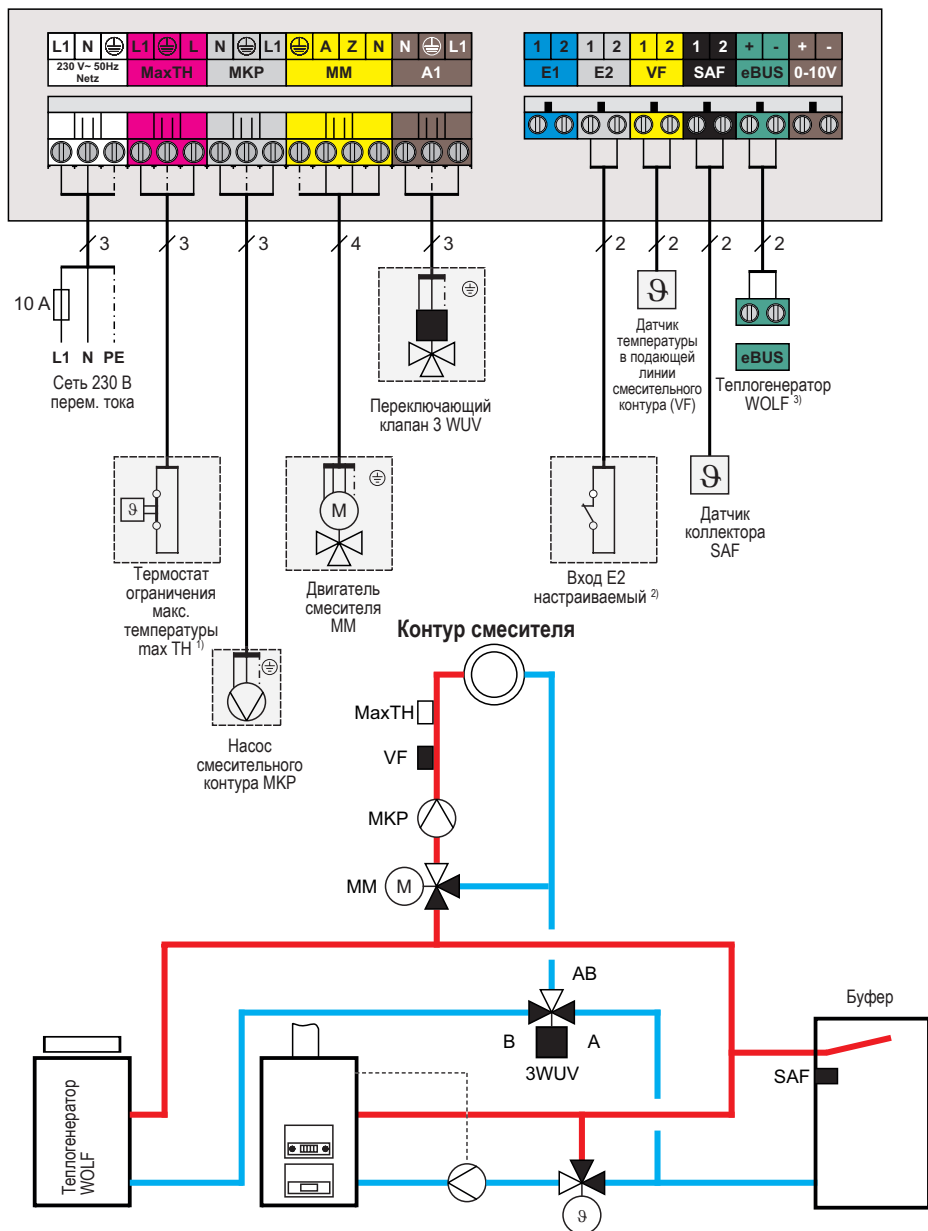 L1 N L1 L N L1 A Z N N L1
230 V~ 50Hz
Netz
MaxTH MKP MM A1
1 2 1 2 1 2 1 2 + - + -
E1 E2 VF SAF eBUS 0-10V
3 3 3 4 3 2 2 2 2
10 A
L1 N PE
Сеть 230 В
перем. тока
ϑ
Термостат
ограничения
макс.
температуры
max TH 1)
Насос
смесительного
контура МКР
M
Двигатель
смесителя
ММ
Переключающий
клапан 3 WUV
Вход E2
настраиваемый 2)
ϑ
Датчик
температуры
в подающей
линии
смесительного
контура (VF)
ϑ
Датчик
коллектора
SAF
eBUS
Теплогенератор
WOLF 3)
Контур смесителя
MaxTH
VF
MKP
MM M
AB
B A
3WUV
Буфер
SAF
Теплогенератор
WOLF
ϑ